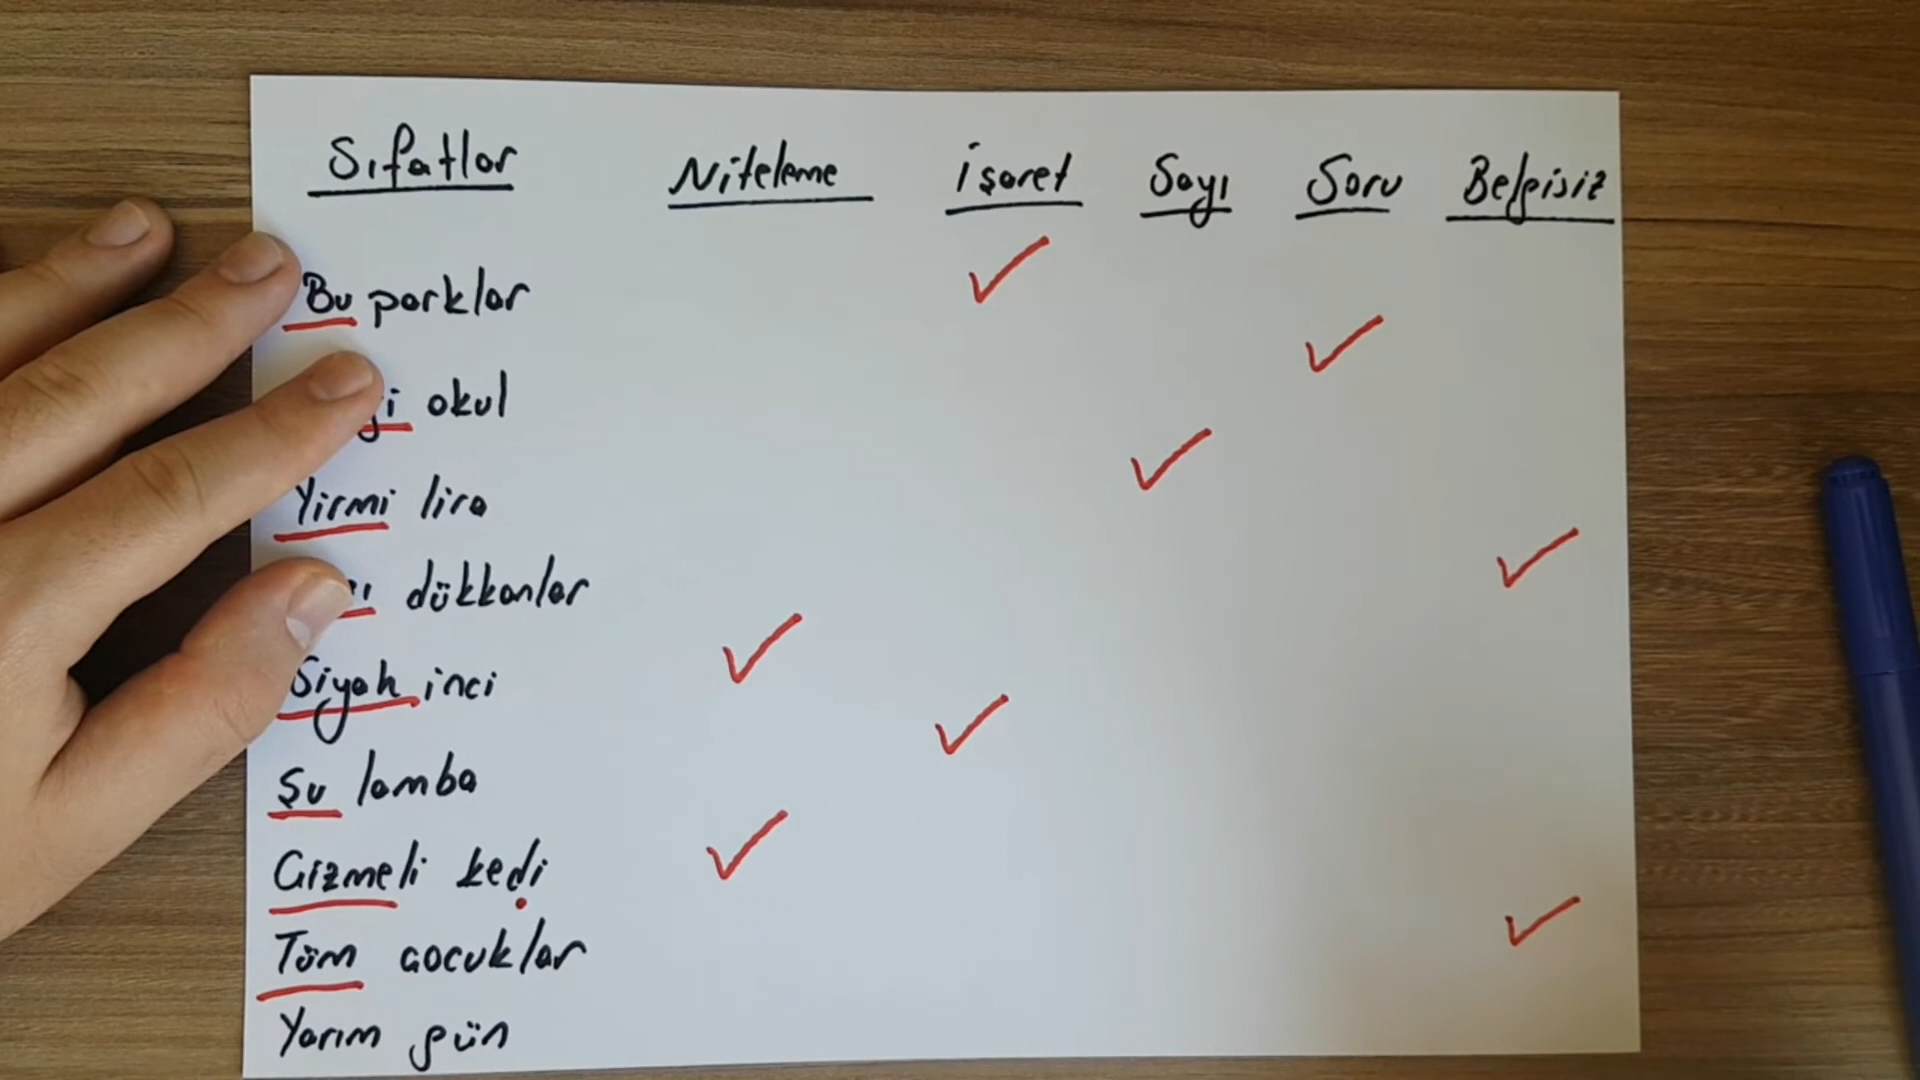 Sıfatlar Niteleme İşaret Sayı Soru Belgisiz
Bu parklar
okul
Yirmi lira
dükkanlar
Siyah inci
Şu lamba
Çizmeli kedi
Tüm çocuklar
Yarım gün